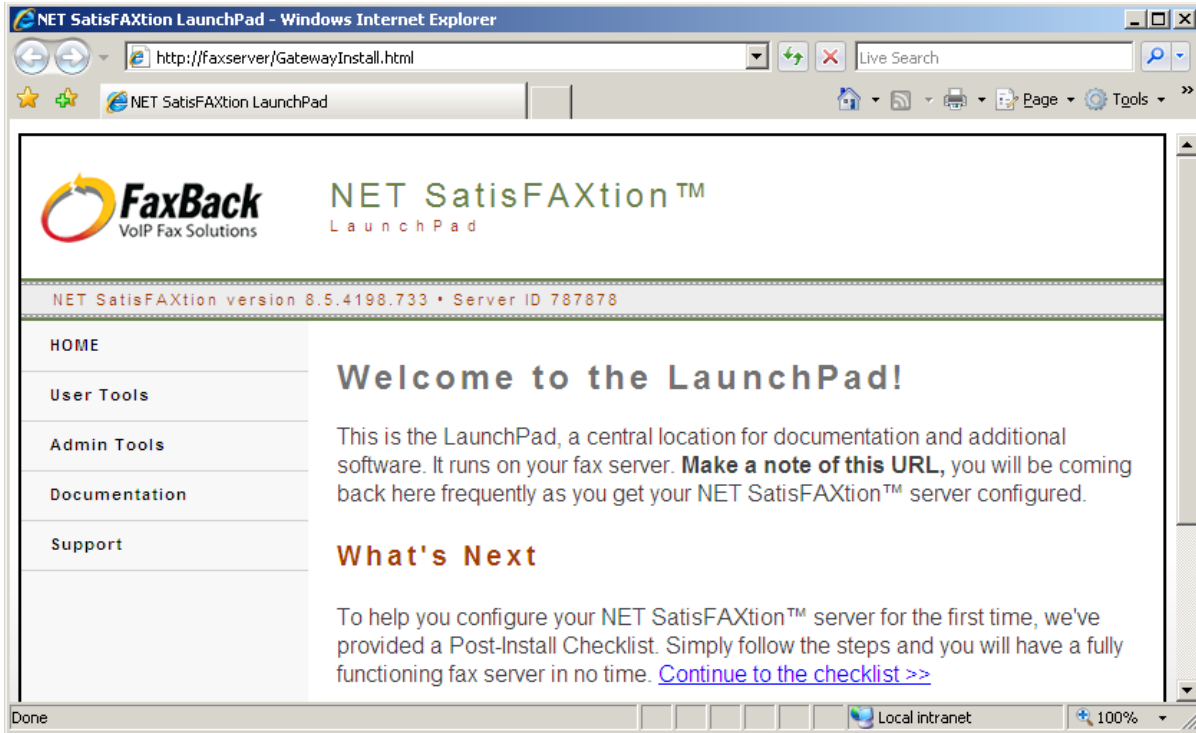 NET SatisFAXtion LaunchPad - Windows Internet Explorer
http://faxserver/GatewayInstall.html
Live Search
NET SatisFAXtion LaunchPad
Page
Tools
»
FaxBack
VoIP Fax Solutions
NET SatisFAXtion™
LaunchPad
NET SatisFAXtion version 8.5.4198.733 • Server ID 787878
HOME
User Tools
Admin Tools
Documentation
Support
Welcome to the LaunchPad!
This is the LaunchPad, a central location for documentation and additional
software. It runs on your fax server. Make a note of this URL, you will be coming
back here frequently as you get your NET SatisFAXtion™ server configured.
What's Next
To help you configure your NET SatisFAXtion™ server for the first time, we've
provided a Post-Install Checklist. Simply follow the steps and you will have a fully
functioning fax server in no time. Continue to the checklist >>
Done
Local intranet
100%